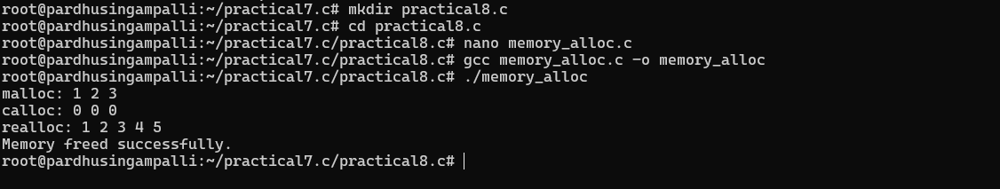 root@pardhusingampalli:~/practical7.c# mkdir practical8.c
root@pardhusingampalli:~/practical7.c# cd practical8.c
root@pardhusingampalli:~/practical7.c/practical8.c# nano memory_alloc.c
root@pardhusingampalli:~/practical7.c/practical8.c# gcc memory_alloc.c -o memory_alloc
root@pardhusingampalli:~/practical7.c/practical8.c# ./memory_alloc
malloc: 1 2 3
calloc: 0 0 0
realloc: 1 2 3 4 5
Memory freed successfully.
root@pardhusingampalli:~/practical7.c/practical8.c#